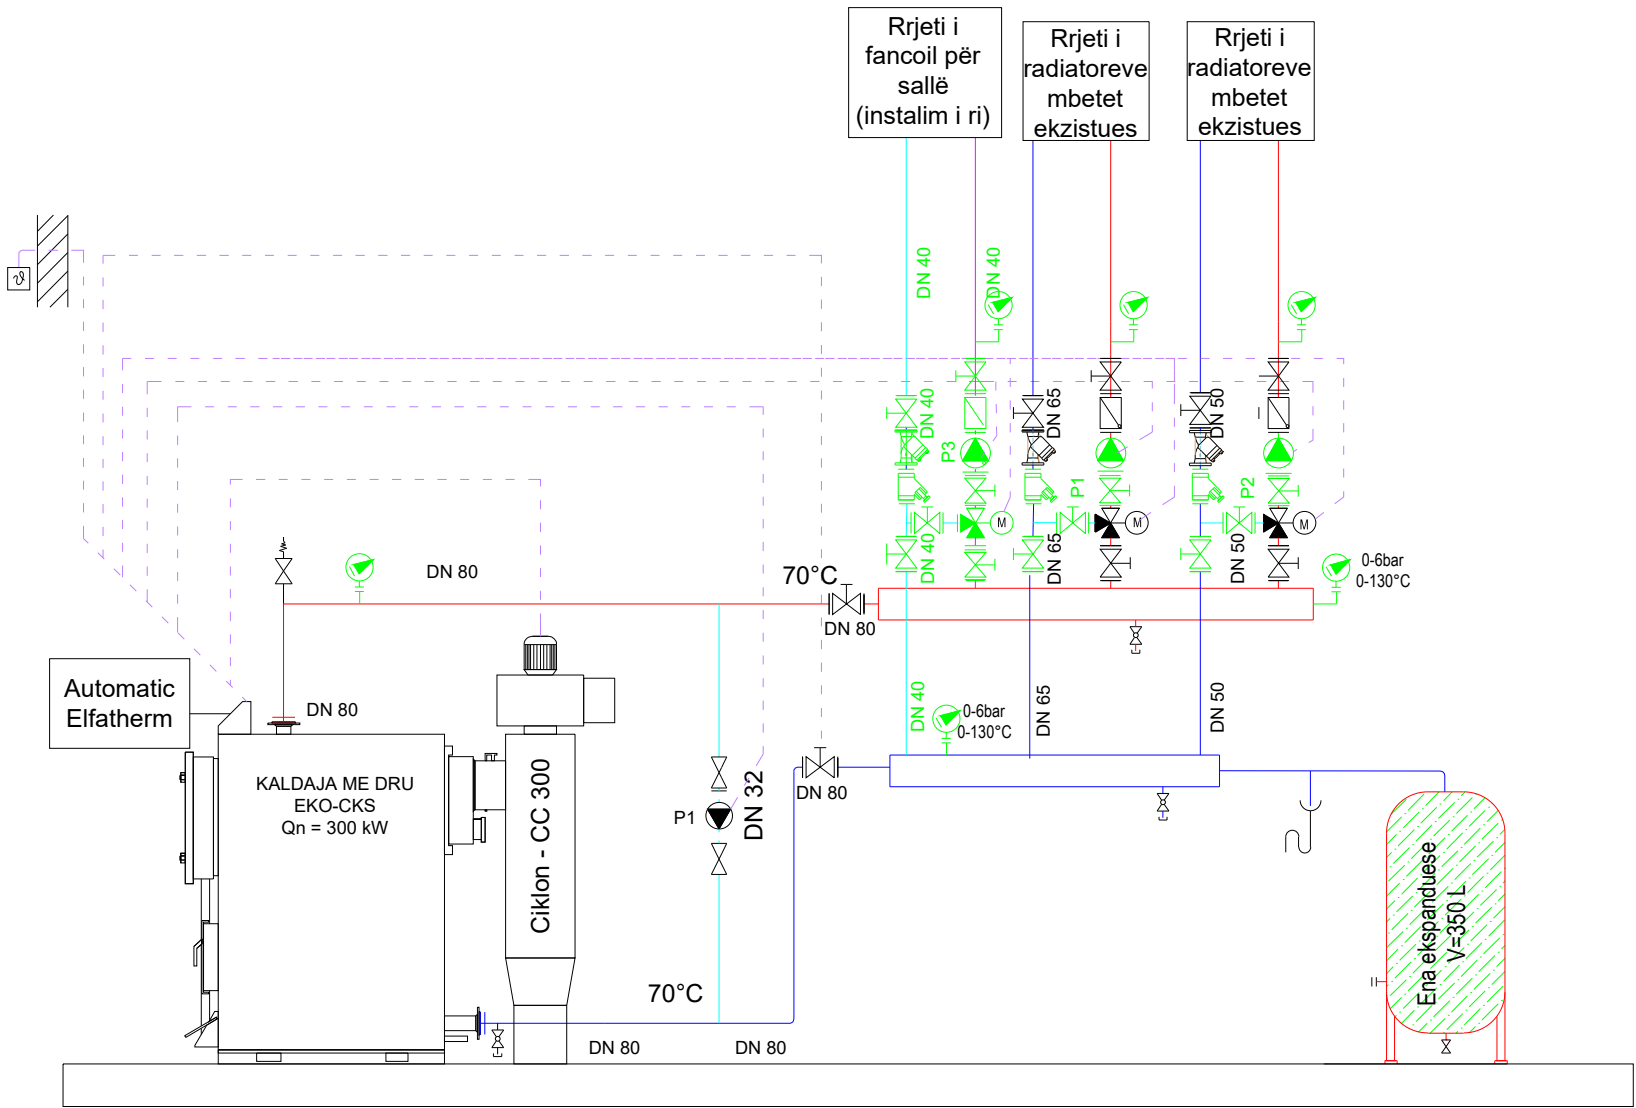 Rrjeti i
fancoil për
sallë
(instalim i ri)
Rrjeti i
radiatoreve
mbetet
ekzistues
Rrjeti i
radiatoreve
mbetet
ekzistues
ϑ
DN 40
DN 40
DN 40
DN 65
DN 50
P3
P1
P2
M
M
M
DN 40
DN 65
DN 50
0-6bar
0-130°C
DN 80
70°C
DN 80
Automatic
Elfatherm
DN 80
DN 40
0-6bar
0-130°C
DN 65
DN 50
KALDAJA ME DRU
EKO-CKS
Qn = 300 kW
Ciklon - CC 300
P1
DN 32
DN 80
Ena ekspanduese
V=350 L
70°C
DN 80
DN 80